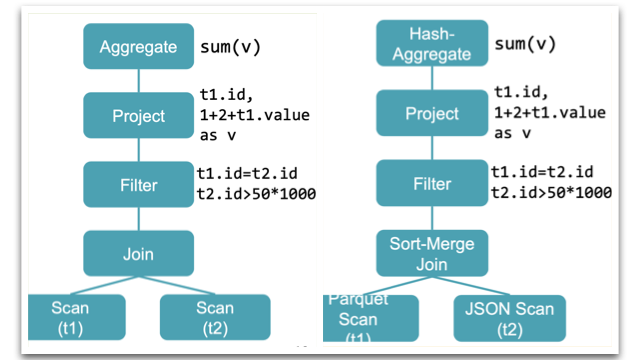 Aggregate
sum(v)
Project
t1.id,
1+2+t1.value
as v
Filter
t1.id=t2.id
t2.id>50*1000
Join
Scan
(t1)
Scan
(t2)
Hash-
Aggregate
sum(v)
Project
t1.id,
1+2+t1.value
as v
Filter
t1.id=t2.id
t2.id>50*1000
Sort-Merge
Join
Parquet
Scan
(t1)
JSON Scan
(t2)